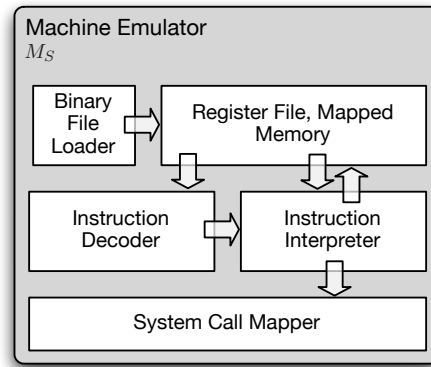 Machine Emulator
M_S
Binary
File
Loader
Register File, Mapped
Memory
Instruction
Decoder
Instruction
Interpreter
System Call Mapper